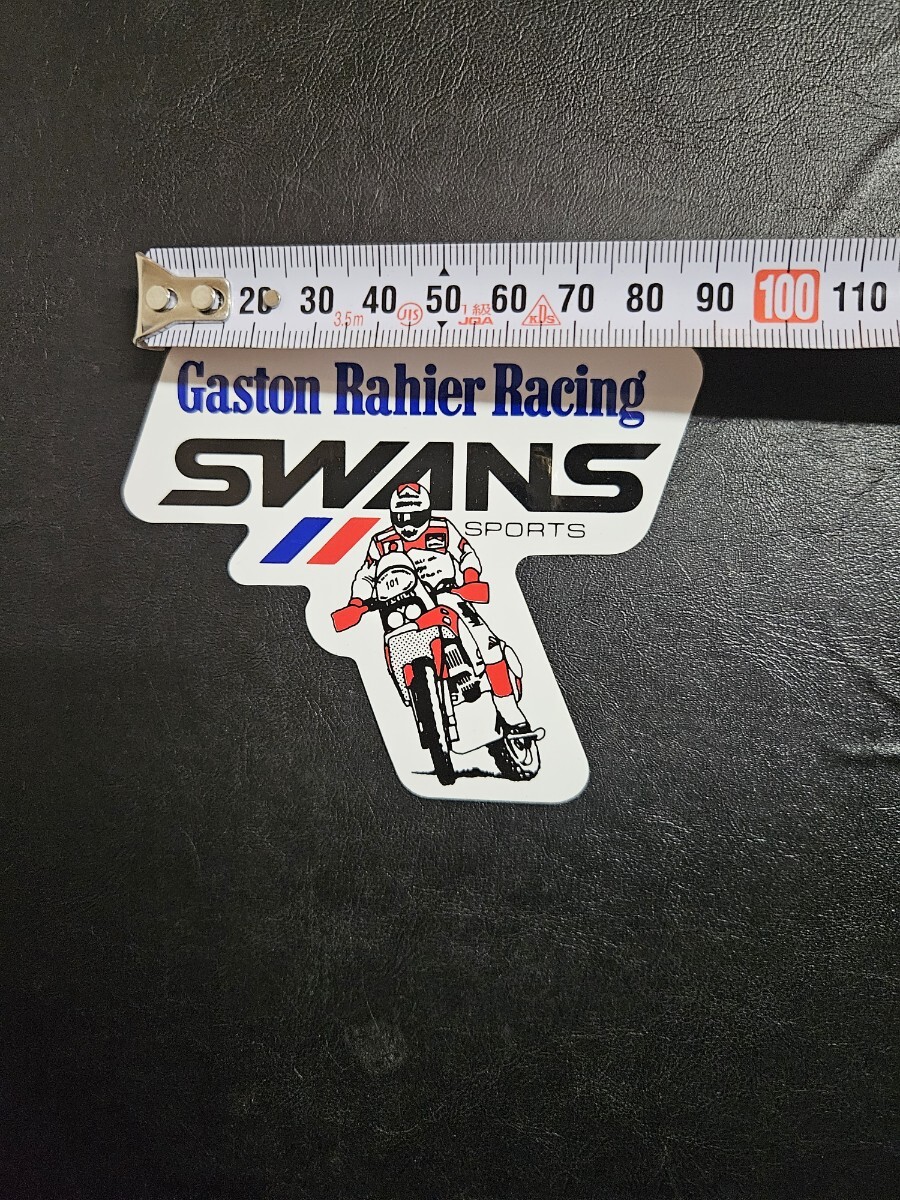 20 30 40 50 60 70 80 90 100 110
3.5m JIS 1級 KDS
JQA
Gaston Rahier Racing
SWANS
SPORTS
101